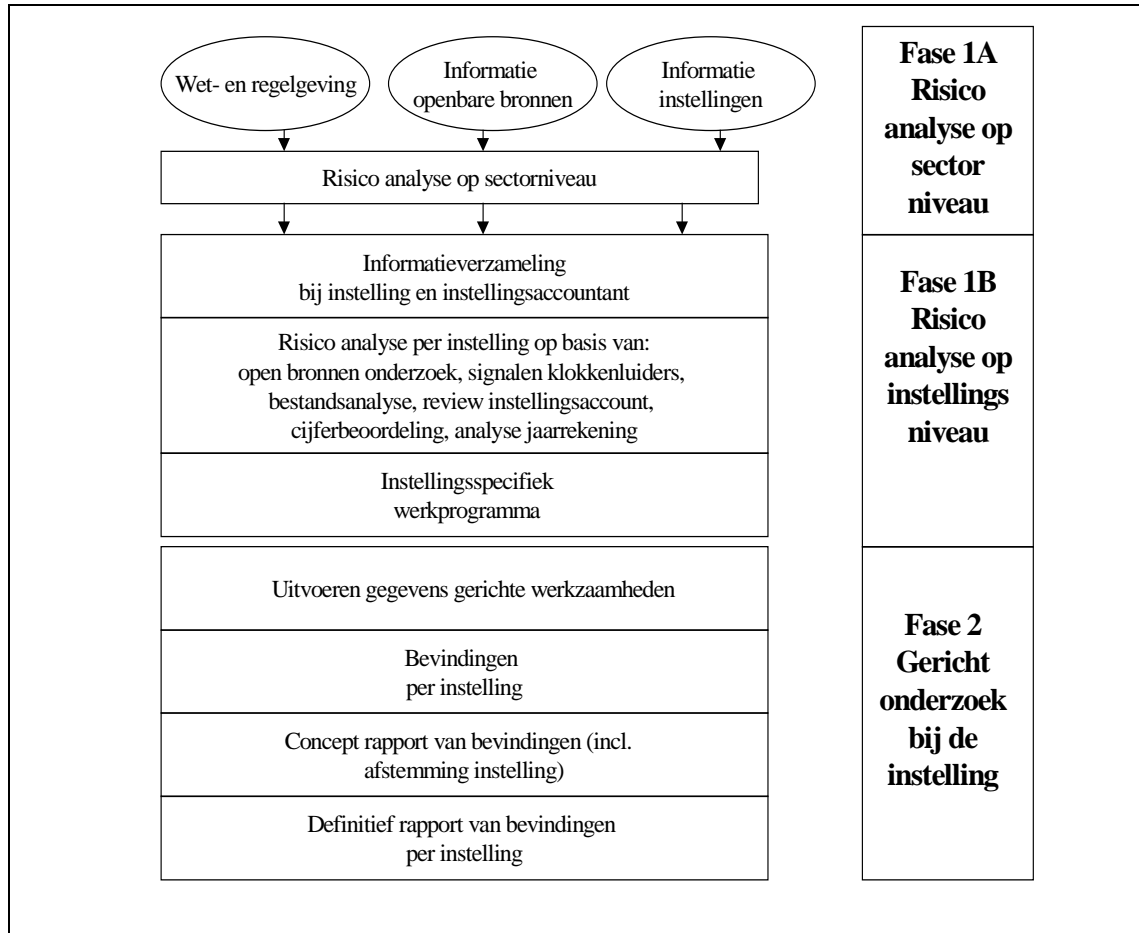 Wet- en regelgeving
Informatie
openbare bronnen
Informatie
instellingen
Risico analyse op sectorniveau
Fase 1A
Risico
analyse op
sector
niveau
Informatieverzameling
bij instelling en instellingsaccountant
Risico analyse per instelling op basis van:
open bronnen onderzoek, signalen klokkenluiders,
bestandsanalyse, review instellingsaccount,
cijferbeoordeling, analyse jaarrekening
Instellingsspecifiek
werkprogramma
Fase 1B
Risico
analyse op
instellings
niveau
Uitvoeren gegevens gerichte werkzaamheden
Bevindingen
per instelling
Concept rapport van bevindingen (incl.
afstemming instelling)
Definitief rapport van bevindingen
per instelling
Fase 2
Gericht
onderzoek
bij de
instelling